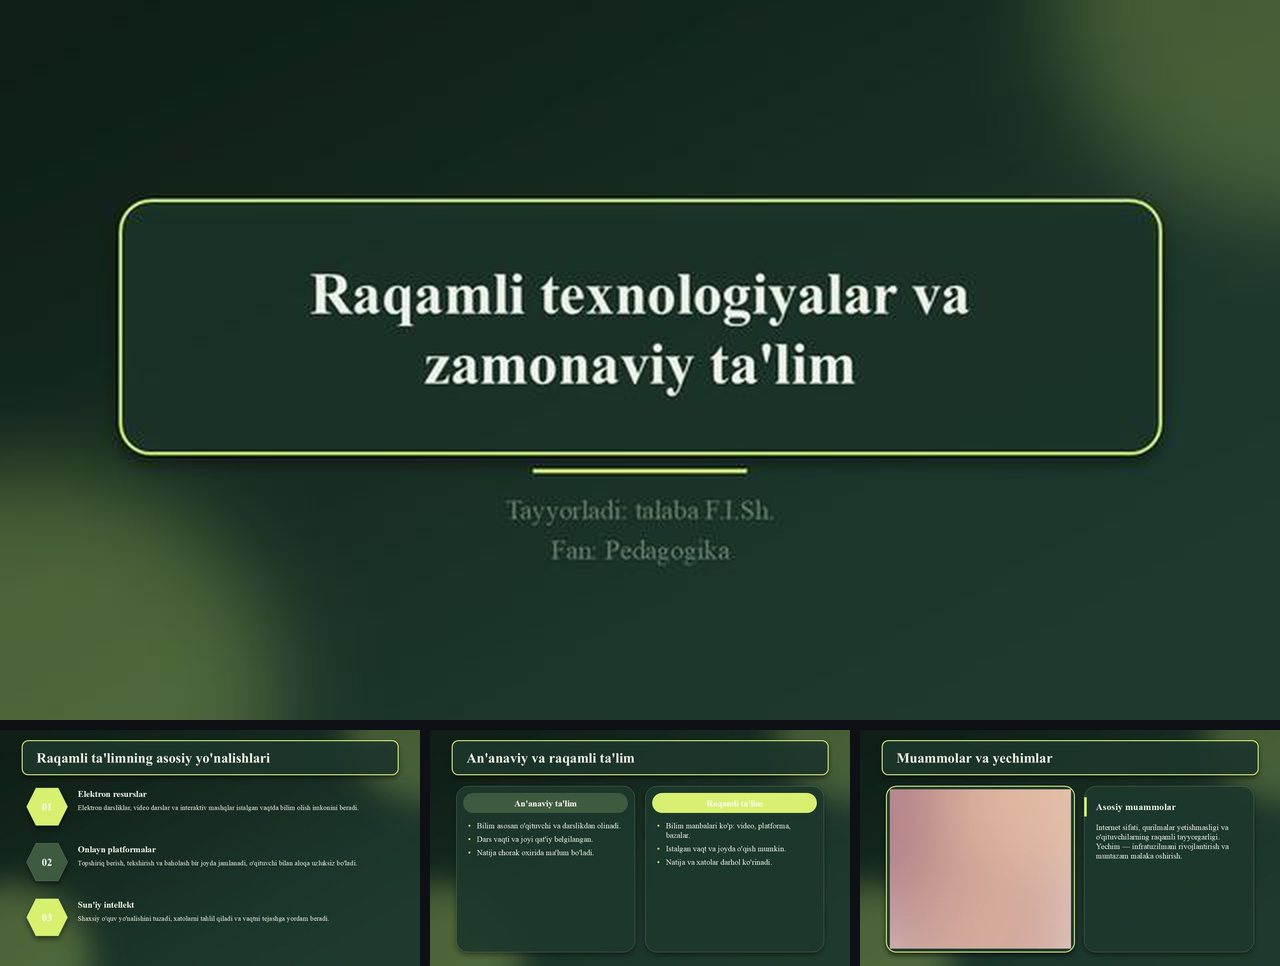 Raqamli texnologiyalar va
zamonaviy ta'lim
Tayyorladi: talaba F.I.Sh.
Fan: Pedagogika
Raqamli ta'limning asosiy yo'nalishlari
01
Elektron resurslar
Elektron darsliklar, video darslar va interaktiv mashqlar istalgan vaqtda bilim olish imkonini beradi.
02
Onlayn platformalar
Topshiriq berish, tekshirish va baholash bir joyda jamlanadi, o'qituvchi bilan aloqa uzluksiz bo'ladi.
03
Sun'iy intellekt
Shaxsiy o'quv yo'nalishini tuzadi, xatolarni tahlil qiladi va vaqtni tejashga yordam beradi.
An'anaviy va raqamli ta'lim
An'anaviy ta'lim
• Bilim asosan o'qituvchi va darslikdan olinadi.
• Dars vaqti va joyi qat'iy belgilangan.
• Natija chorak oxirida ma'lum bo'ladi.
Raqamli ta'lim
• Bilim manbalari ko'p: video, platforma,
bazalar.
• Istalgan vaqt va joyda o'qish mumkin.
• Natija va xatolar darhol ko'rinadi.
Muammolar va yechimlar
Asosiy muammolar
Internet sifati, qurilmalar yetishmasligi va
o'qituvchilarning raqamli tayyorgarligi.
Yechim — infratuzilmani rivojlantirish va
muntazam malaka oshirish.